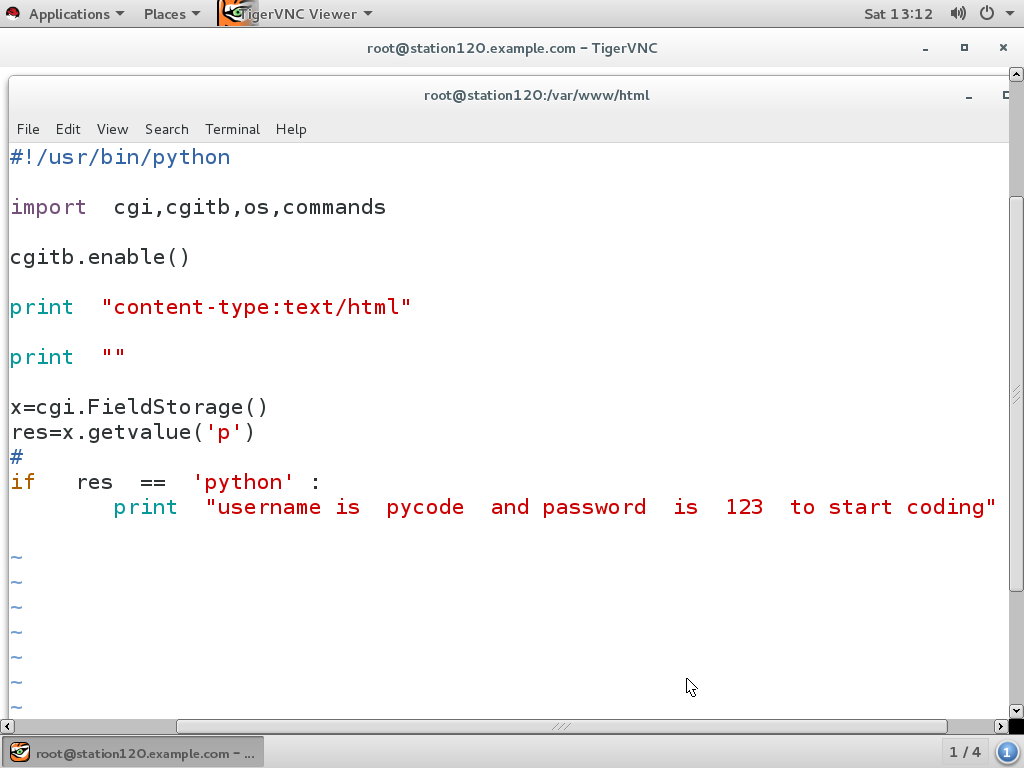 Applications Places TigerVNC Viewer Sat 13:12
root@station120.example.com - TigerVNC
root@station120:/var/www/html
File Edit View Search Terminal Help
#!/usr/bin/python
import  cgi,cgitb,os,commands
cgitb.enable()
print  "content-type:text/html"
print  ""
x=cgi.FieldStorage()
res=x.getvalue('p')
#
if   res  ==  'python' :
        print  "username is  pycode  and password  is  123  to start coding"
~
~
~
~
~
~
~
root@station120.example.com - ... 1 / 4 1